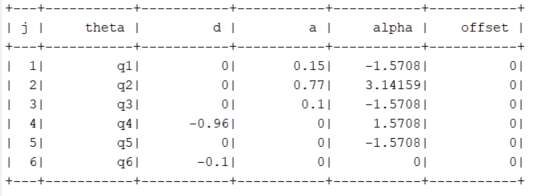 +---+-----------+-----------+-----------+-----------+-----------+
| j | theta | d | a | alpha | offset |
+---+-----------+-----------+-----------+-----------+-----------+
| 1| q1| 0| 0.15| -1.5708| 0|
| 2| q2| 0| 0.77| 3.14159| 0|
| 3| q3| 0| 0.1| -1.5708| 0|
| 4| q4| -0.96| 0| 1.5708| 0|
| 5| q5| 0| 0| -1.5708| 0|
| 6| q6| -0.1| 0| 0| 0|
+---+-----------+-----------+-----------+-----------+-----------+